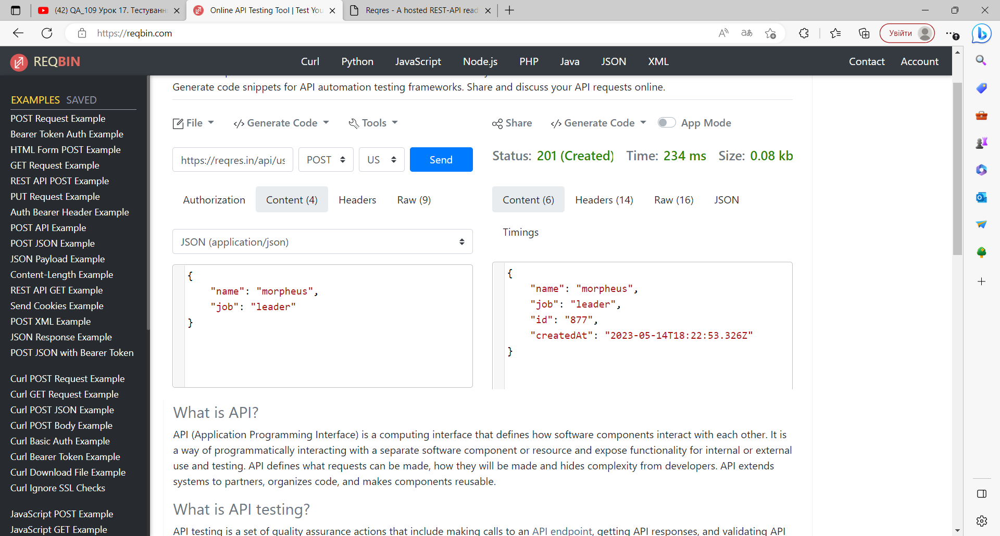 (42) QA_109 Урок 17. Тестуванн
Online API Testing Tool | Test You
Reqres - A hosted REST-API read
https://reqbin.com
Увійти
REQBIN
Curl
Python
JavaScript
Node.js
PHP
Java
JSON
XML
Contact
Account
EXAMPLES SAVED
POST Request Example
Bearer Token Auth Example
HTML Form POST Example
GET Request Example
REST API POST Example
PUT Request Example
Auth Bearer Header Example
POST API Example
POST JSON Example
JSON Payload Example
Content-Length Example
REST API GET Example
Send Cookies Example
POST XML Example
JSON Response Example
POST JSON with Bearer Token
Curl POST Request Example
Curl GET Request Example
Curl POST JSON Example
Curl POST Body Example
Curl Basic Auth Example
Curl Bearer Token Example
Curl Download File Example
Curl Ignore SSL Checks
JavaScript POST Example
JavaScript GET Example
Generate code snippets for API automation testing frameworks. Share and discuss your API requests online.
File
</> Generate Code
Tools
Share
</> Generate Code
App Mode
https://reqres.in/api/us
POST
US
Send
Status: 201 (Created) Time: 234 ms Size: 0.08 kb
Authorization
Content (4)
Headers
Raw (9)
Content (6)
Headers (14)
Raw (16)
JSON
Timings
JSON (application/json)
{
"name": "morpheus",
"job": "leader"
}
{
"name": "morpheus",
"job": "leader",
"id": "877",
"createdAt": "2023-05-14T18:22:53.326Z"
}
What is API?
API (Application Programming Interface) is a computing interface that defines how software components interact with each other. It is
a way of programmatically interacting with a separate software component or resource and expose functionality for internal or external
use and testing. API defines what requests can be made, how they will be made and hides complexity from developers. API extends
systems to partners, organizes code, and makes components reusable.
What is API testing?
API testing is a set of quality assurance actions that include making calls to an API endpoint, getting API responses, and validating API